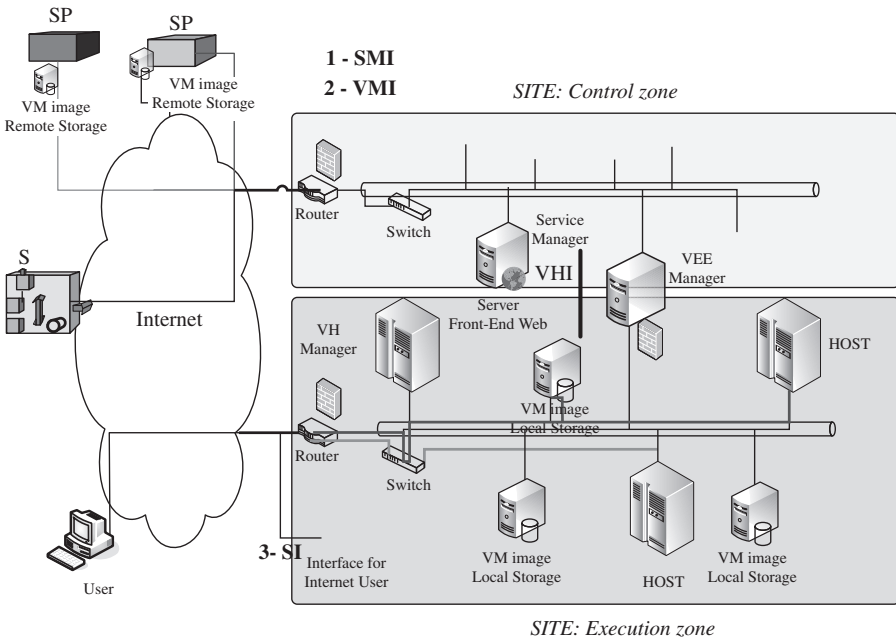 SP
SP
VM image
Remote Storage
VM image
Remote Storage
1 - SMI
2 - VMI
SITE: Control zone
Router
Switch
Service
Manager
VEE
Manager
S
VHI
Internet
Server
Front-End Web
VH
Manager
HOST
VM image
Local Storage
Router
Switch
3- SI
Interface for
Internet User
User
VM image
Local Storage
HOST
VM image
Local Storage
SITE: Execution zone